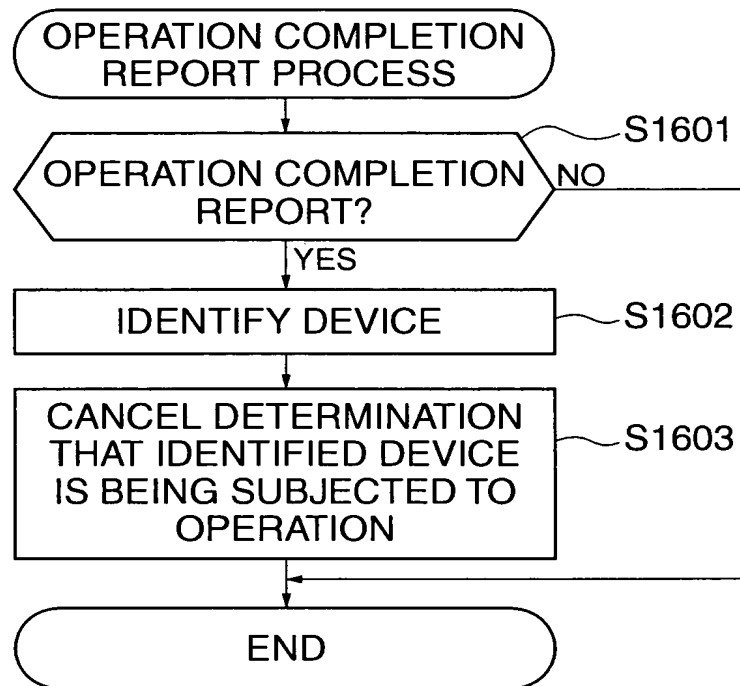 OPERATION COMPLETION
REPORT PROCESS
S1601
OPERATION COMPLETION
REPORT?
NO
YES
IDENTIFY DEVICE
S1602
CANCEL DETERMINATION
THAT IDENTIFIED DEVICE
IS BEING SUBJECTED TO
OPERATION
S1603
END